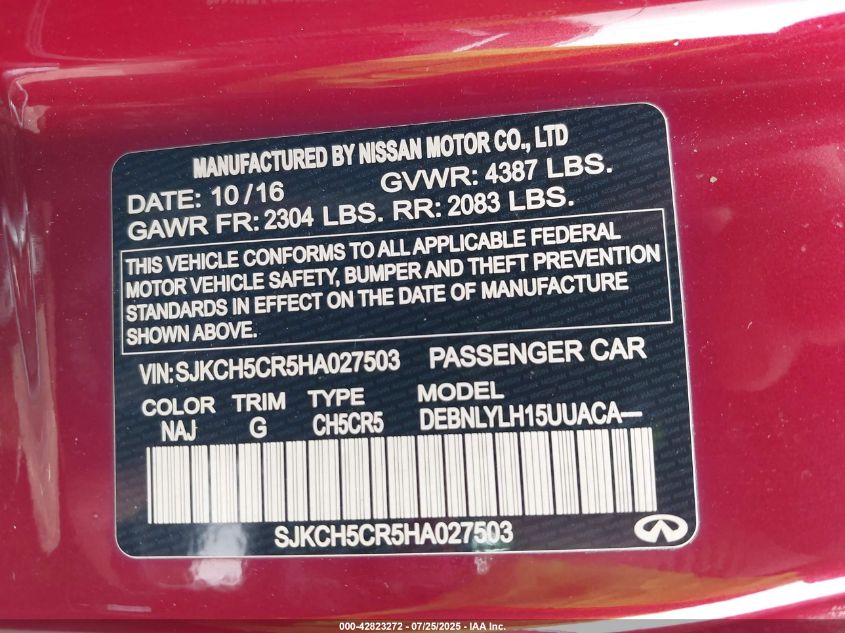 MANUFACTURED BY NISSAN MOTOR CO., LTD
DATE: 10/16 GVWR: 4387 LBS.
GAWR FR: 2304 LBS. RR: 2083 LBS.
THIS VEHICLE CONFORMS TO ALL APPLICABLE FEDERAL
MOTOR VEHICLE SAFETY, BUMPER AND THEFT PREVENTION
STANDARDS IN EFFECT ON THE DATE OF MANUFACTURE
SHOWN ABOVE.
VIN: SJKCH5CR5HA027503 PASSENGER CAR
COLOR TRIM TYPE MODEL
NAJ G CH5CR5 DEBNLYLH15UUACA—
SJKCH5CR5HA027503
000-42823272 - 07/25/2025 - IAA Inc.